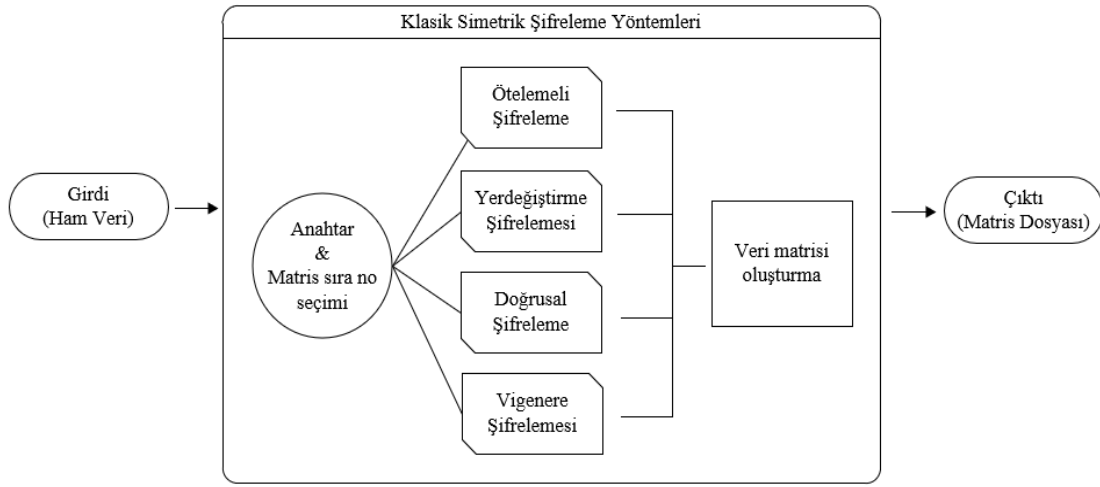 Klasik Simetrik Şifreleme Yöntemleri
Girdi
(Ham Veri)
Anahtar
&
Matris sıra no
seçimi
Ötelemeli
Şifreleme
Yerdeğiştirme
Şifrelemesi
Doğrusal
Şifreleme
Vigenere
Şifrelemesi
Veri matrisi
oluşturma
Çıktı
(Matris Dosyası)